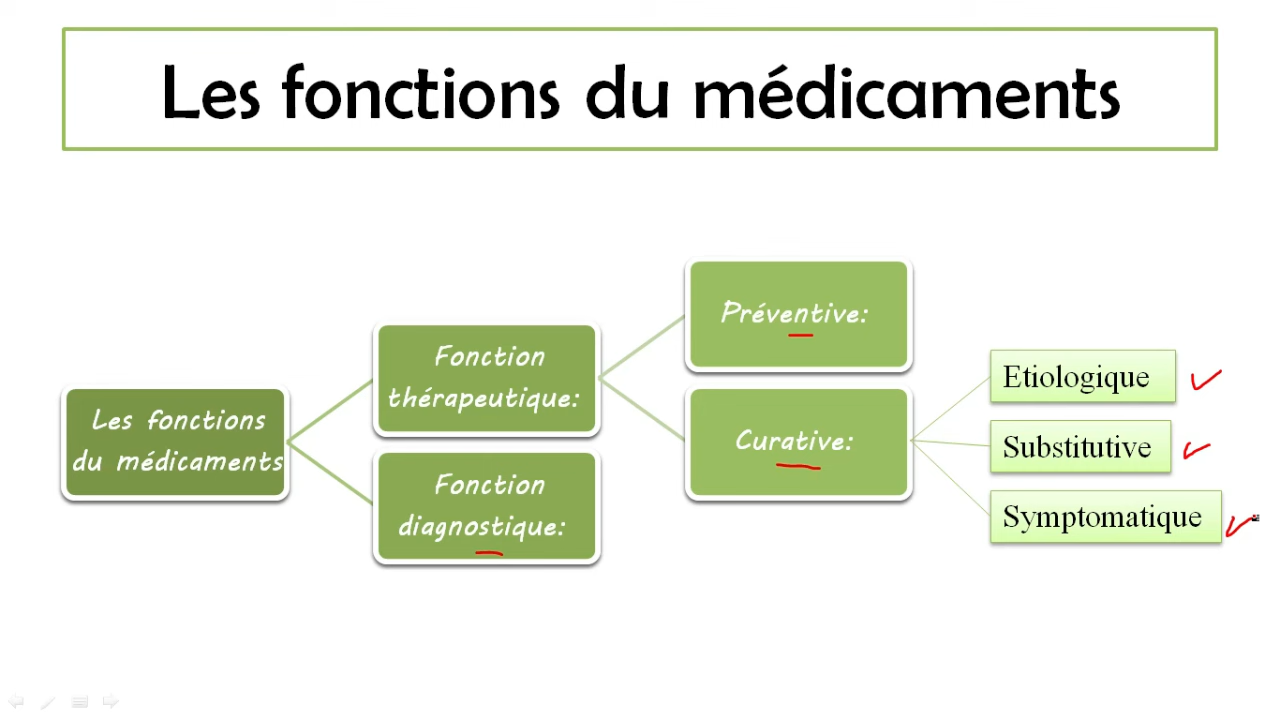 Les fonctions du médicaments
Les fonctions
du médicaments
Fonction
thérapeutique:
Fonction
diagnostique:
Préventive:
Curative:
Etiologique
Substitutive
Symptomatique